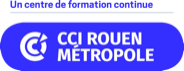 Un centre de formation continue
CCI ROUEN
MÉTROPOLE